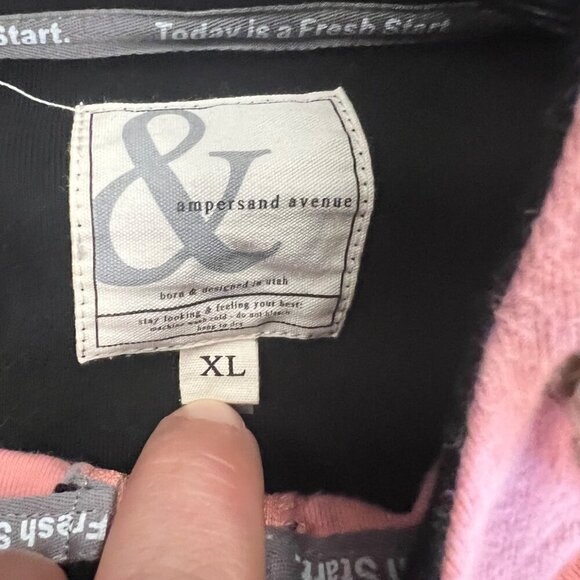 Start.
Today is a Fresh Start
&
ampersand avenue
born & designed in utah
stay looking & feeling your best:
machine wash cold - do not bleach
hang to dry
XL
Fresh S
Start.